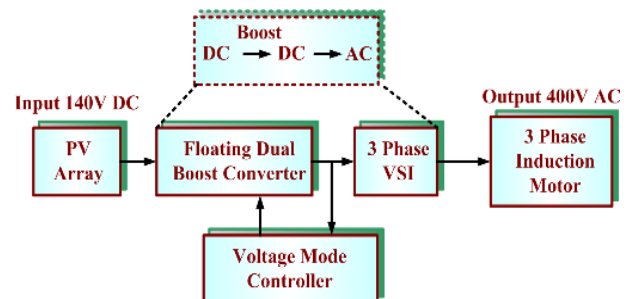 Boost
DC DC AC
Input 140V DC
Output 400V AC
PV
Array
Floating Dual
Boost Converter
3 Phase
VSI
3 Phase
Induction
Motor
Voltage Mode
Controller